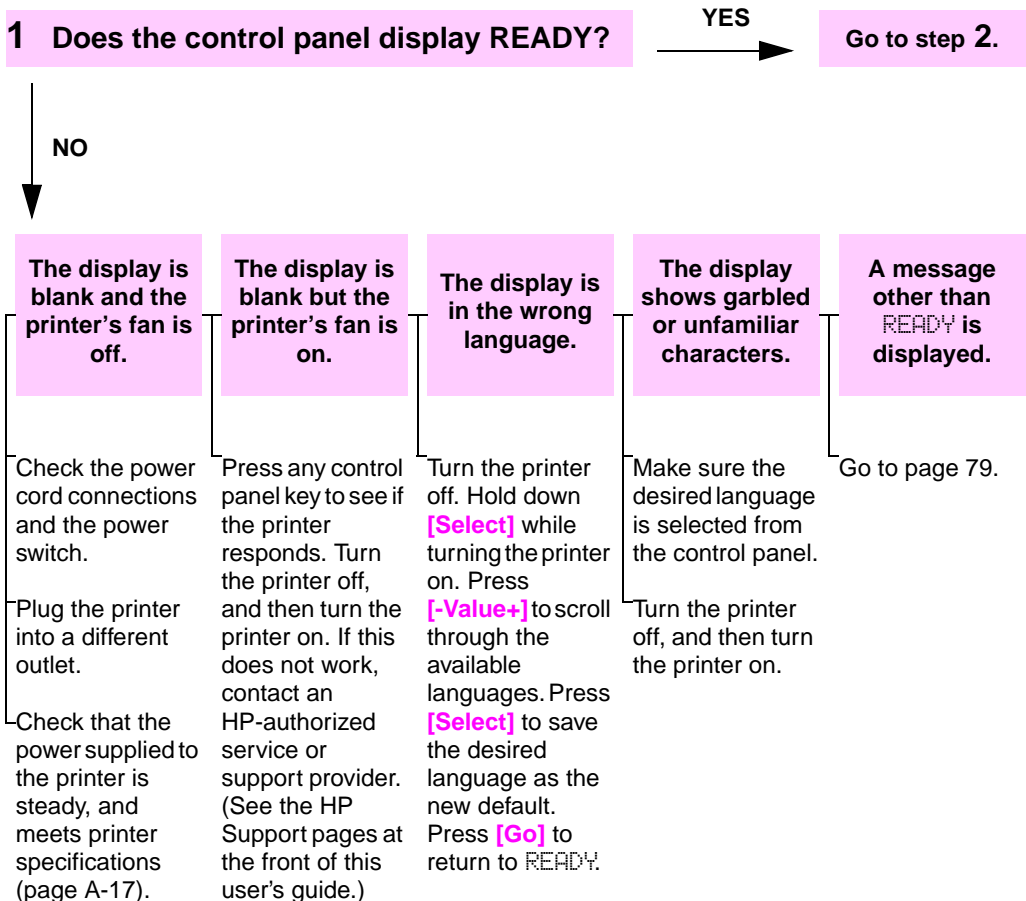 1 Does the control panel display READY?
YES
Go to step 2.
NO
The display is
blank and the
printer's fan is
off.
Check the power
cord connections
and the power
switch.
Plug the printer
into a different
outlet.
Check that the
power supplied to
the printer is
steady, and
meets printer
specifications
(page A-17).
The display is
blank but the
printer's fan is
on.
Press any control
panel key to see if
the printer
responds. Turn
the printer off,
and then turn the
printer on. If this
does not work,
contact an
HP-authorized
service or
support provider.
(See the HP
Support pages at
the front of this
user's guide.)
The display is
in the wrong
language.
Turn the printer
off. Hold down
[Select] while
turning the printer
on. Press
[-Value+] to scroll
through the
available
languages. Press
[Select] to save
the desired
language as the
new default.
Press [Go] to
return to READY.
The display
shows garbled
or unfamiliar
characters.
Make sure the
desired language
is selected from
the control panel.
Turn the printer
off, and then turn
the printer on.
A message
other than
READY is
displayed.
Go to page 79.